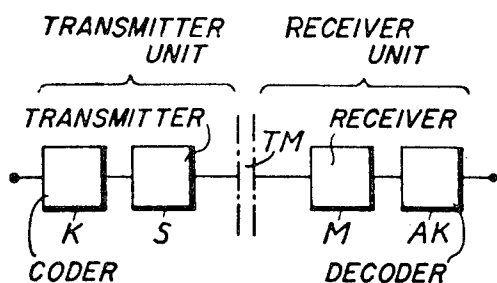 TRANSMITTER UNIT
RECEIVER UNIT
TRANSMITTER
TM
RECEIVER
K
S
M
AK
CODER
DECODER